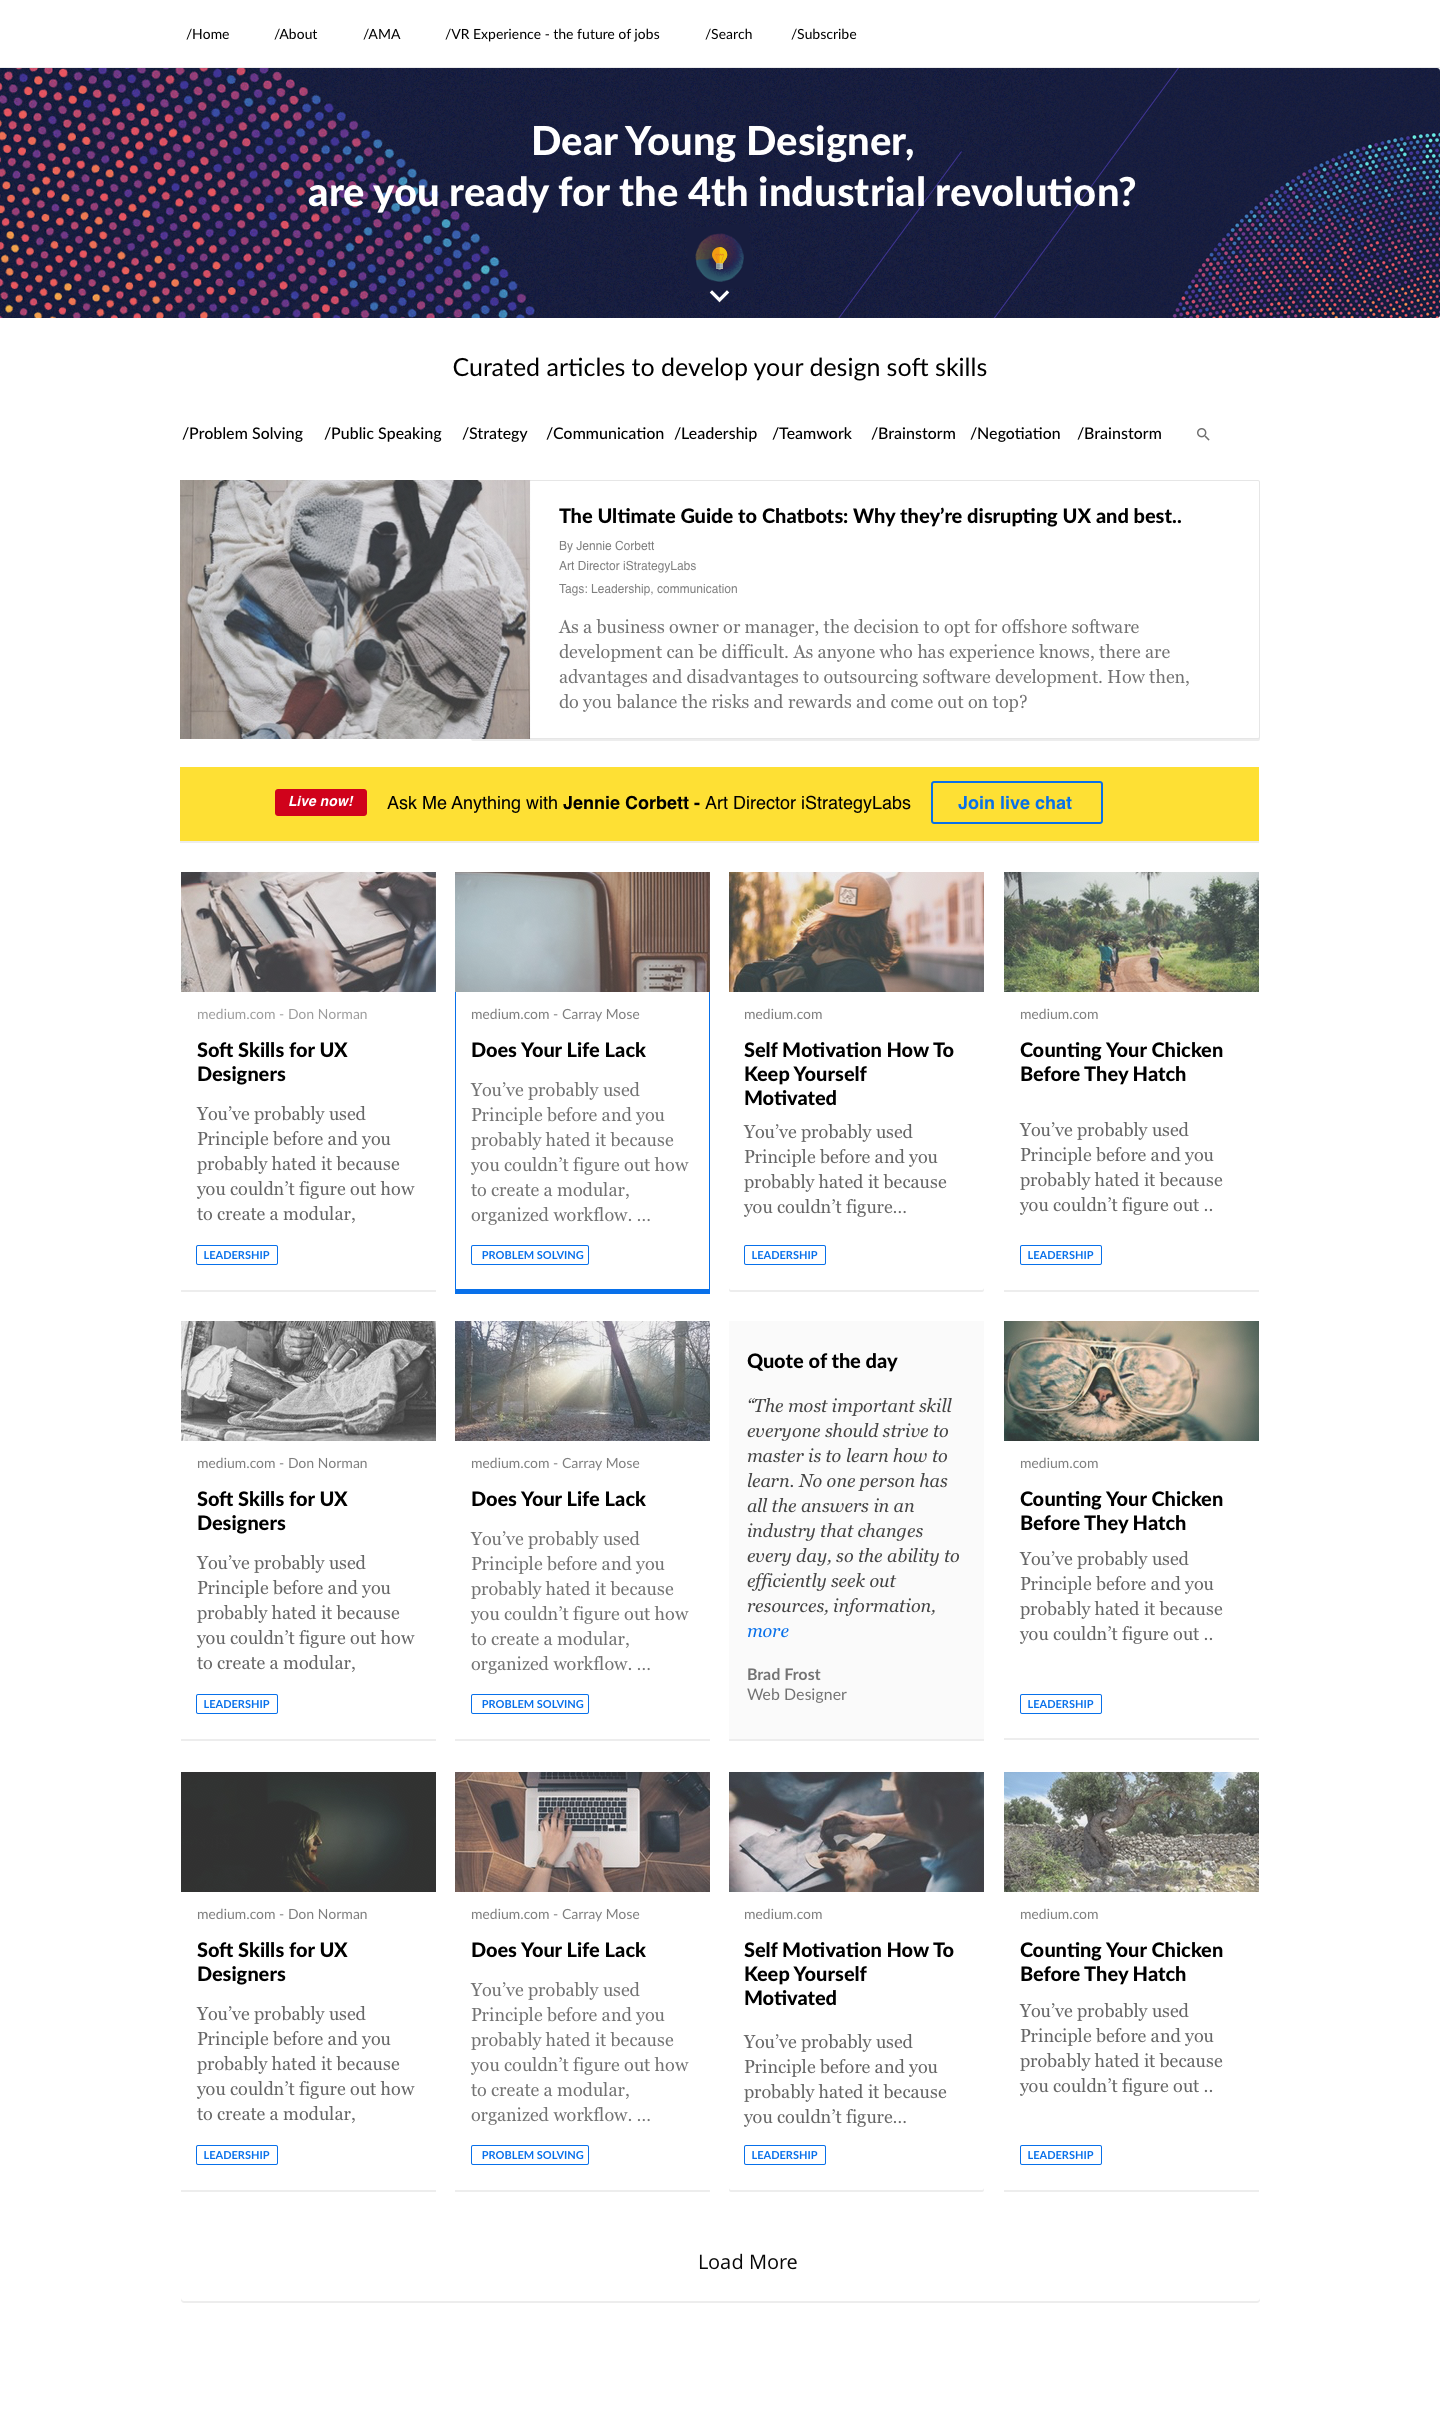 /Home /About /AMA /VR Experience - the future of jobs /Search /Subscribe
Dear Young Designer,
are you ready for the 4th industrial revolution?
Curated articles to develop your design soft skills
/Problem Solving /Public Speaking /Strategy /Communication /Leadership /Teamwork /Brainstorm /Negotiation /Brainstorm
The Ultimate Guide to Chatbots: Why they’re disrupting UX and best..
By Jennie Corbett
Art Director iStrategyLabs
Tags: Leadership, communication
As a business owner or manager, the decision to opt for offshore software
development can be difficult. As anyone who has experience knows, there are
advantages and disadvantages to outsourcing software development. How then,
do you balance the risks and rewards and come out on top?
Live now! Ask Me Anything with Jennie Corbett - Art Director iStrategyLabs Join live chat
medium.com - Don Norman
Soft Skills for UX
Designers
You’ve probably used
Principle before and you
probably hated it because
you couldn’t figure out how
to create a modular,
LEADERSHIP
medium.com - Carray Mose
Does Your Life Lack
You’ve probably used
Principle before and you
probably hated it because
you couldn’t figure out how
to create a modular,
organized workflow. ...
PROBLEM SOLVING
medium.com
Self Motivation How To
Keep Yourself
Motivated
You’ve probably used
Principle before and you
probably hated it because
you couldn’t figure...
LEADERSHIP
medium.com
Counting Your Chicken
Before They Hatch
You’ve probably used
Principle before and you
probably hated it because
you couldn’t figure out ..
LEADERSHIP
medium.com - Don Norman
Soft Skills for UX
Designers
You’ve probably used
Principle before and you
probably hated it because
you couldn’t figure out how
to create a modular,
LEADERSHIP
medium.com - Carray Mose
Does Your Life Lack
You’ve probably used
Principle before and you
probably hated it because
you couldn’t figure out how
to create a modular,
organized workflow. ...
PROBLEM SOLVING
Quote of the day
“The most important skill
everyone should strive to
master is to learn how to
learn. No one person has
all the answers in an
industry that changes
every day, so the ability to
efficiently seek out
resources, information,
more
Brad Frost
Web Designer
medium.com
Counting Your Chicken
Before They Hatch
You’ve probably used
Principle before and you
probably hated it because
you couldn’t figure out ..
LEADERSHIP
medium.com - Don Norman
Soft Skills for UX
Designers
You’ve probably used
Principle before and you
probably hated it because
you couldn’t figure out how
to create a modular,
LEADERSHIP
medium.com - Carray Mose
Does Your Life Lack
You’ve probably used
Principle before and you
probably hated it because
you couldn’t figure out how
to create a modular,
organized workflow. ...
PROBLEM SOLVING
medium.com
Self Motivation How To
Keep Yourself
Motivated
You’ve probably used
Principle before and you
probably hated it because
you couldn’t figure...
LEADERSHIP
medium.com
Counting Your Chicken
Before They Hatch
You’ve probably used
Principle before and you
probably hated it because
you couldn’t figure out ..
LEADERSHIP
Load More